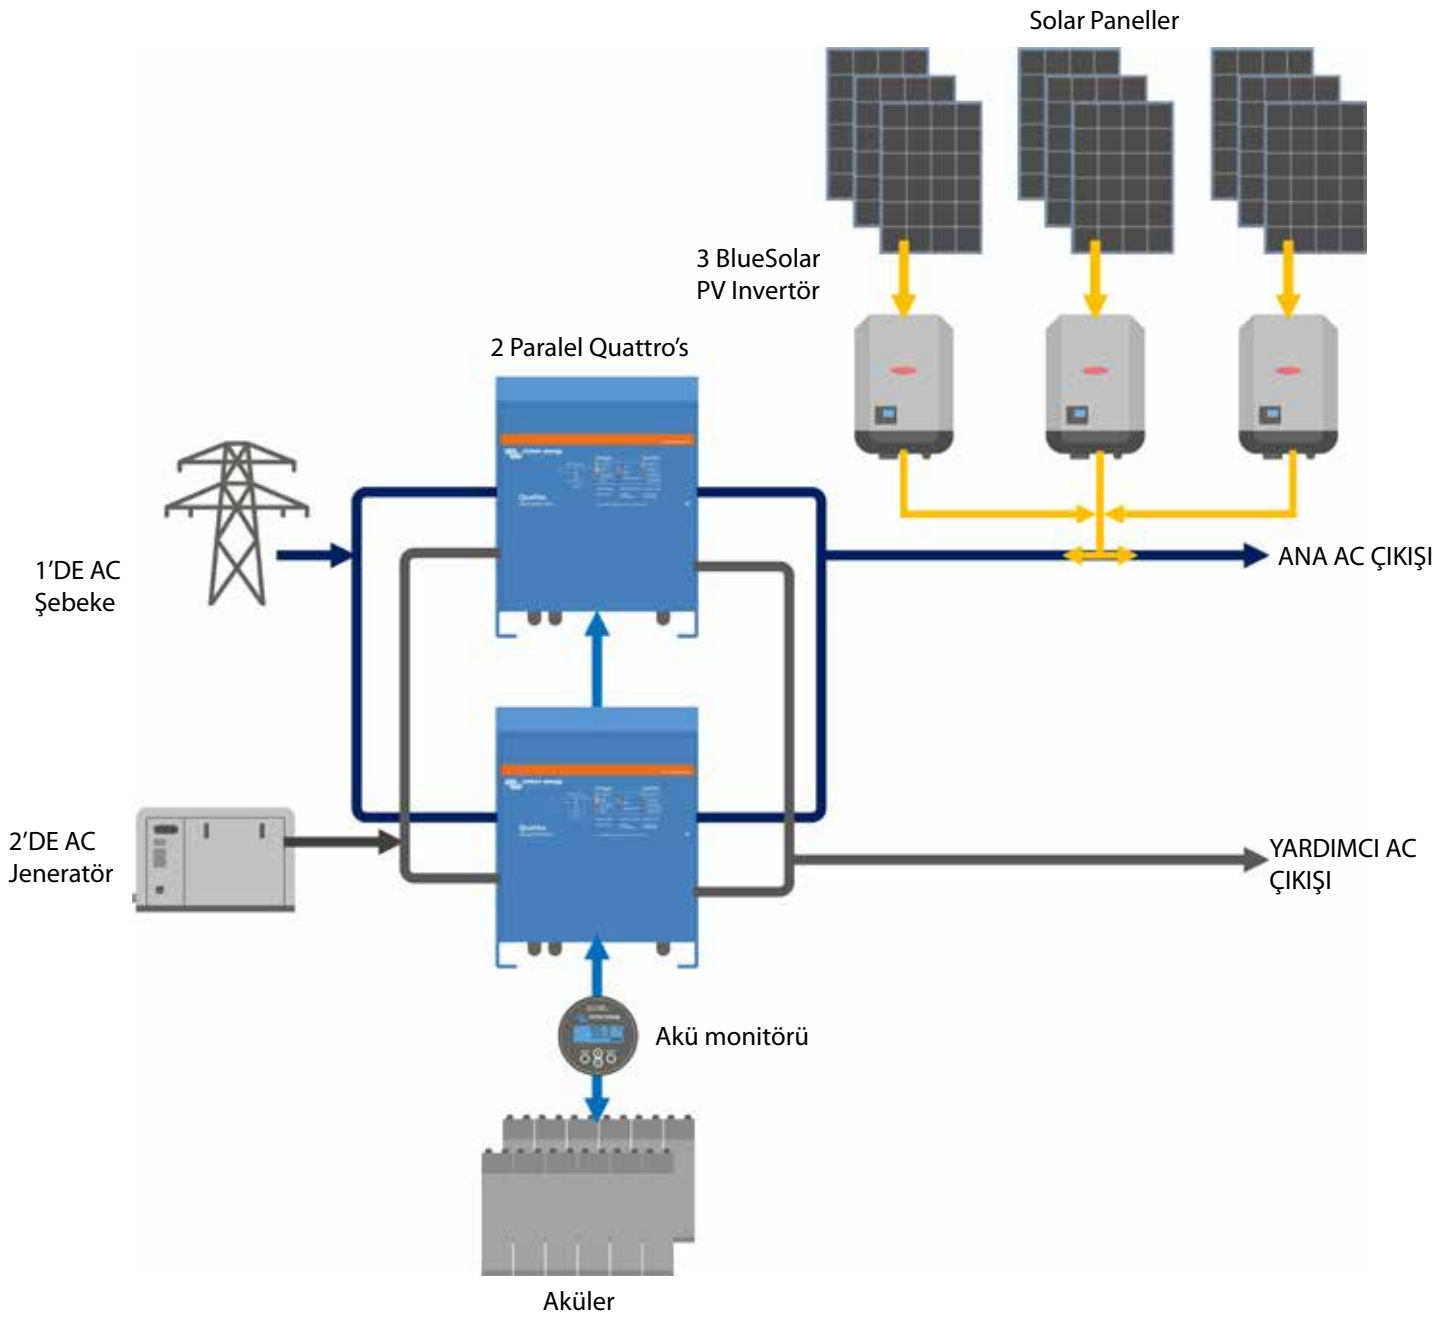 Solar Paneller
3 BlueSolar
PV Invertör
2 Paralel Quattro's
1'DE AC
Şebeke
ANA AC ÇIKIŞI
2'DE AC
Jeneratör
YARDIMCI AC
ÇIKIŞI
Akü monitörü
Aküler